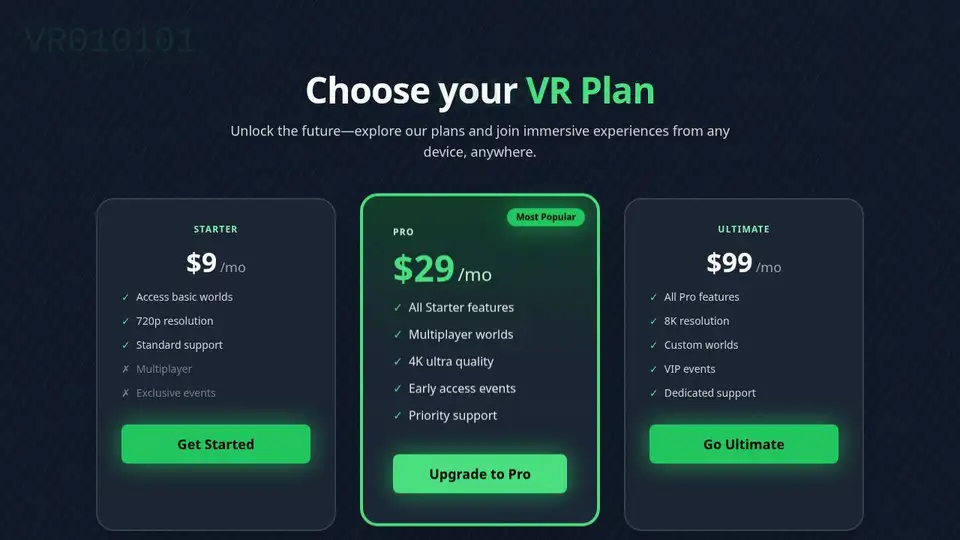 VR010101
Choose your VR Plan
Unlock the future—explore our plans and join immersive experiences from any
device, anywhere.
STARTER
$9 /mo
✓ Access basic worlds
✓ 720p resolution
✓ Standard support
✗ Multiplayer
✗ Exclusive events
Get Started
Most Popular
PRO
$29 /mo
✓ All Starter features
✓ Multiplayer worlds
✓ 4K ultra quality
✓ Early access events
✓ Priority support
Upgrade to Pro
ULTIMATE
$99 /mo
✓ All Pro features
✓ 8K resolution
✓ Custom worlds
✓ VIP events
✓ Dedicated support
Go Ultimate